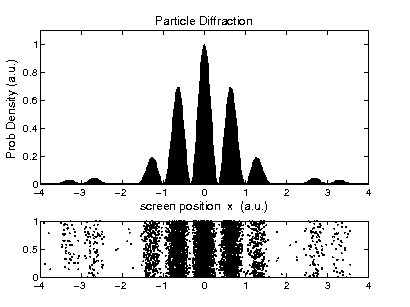 Particle Diffraction
Prob Density (a.u.)
1
0.8
0.6
0.4
0.2
0
−4 −3 −2 −1 0 1 2 3 4
screen position x (a.u.)
1
0.5
0
−4 −3 −2 −1 0 1 2 3 4